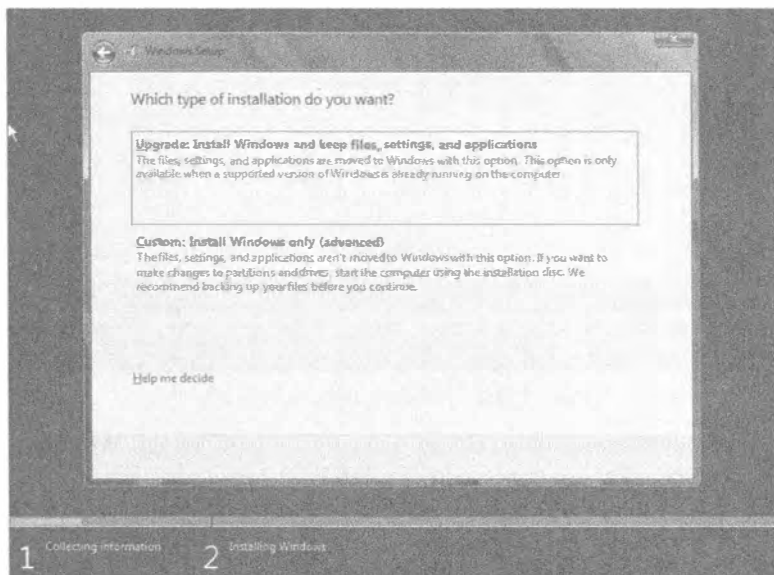 Windows Setup
Which type of installation do you want?
Upgrade: Install Windows and keep files, settings, and applications
The files, settings, and applications are moved to Windows with this option. This option is only
available when a supported version of Windows is already running on the computer.
Custom: Install Windows only (advanced)
The files, settings, and applications aren't moved to Windows with this option. If you want to
make changes to partitions and drives, start the computer using the installation disc. We
recommend backing up your files before you continue.
Help me decide
1 Collecting information 2 Installing Windows